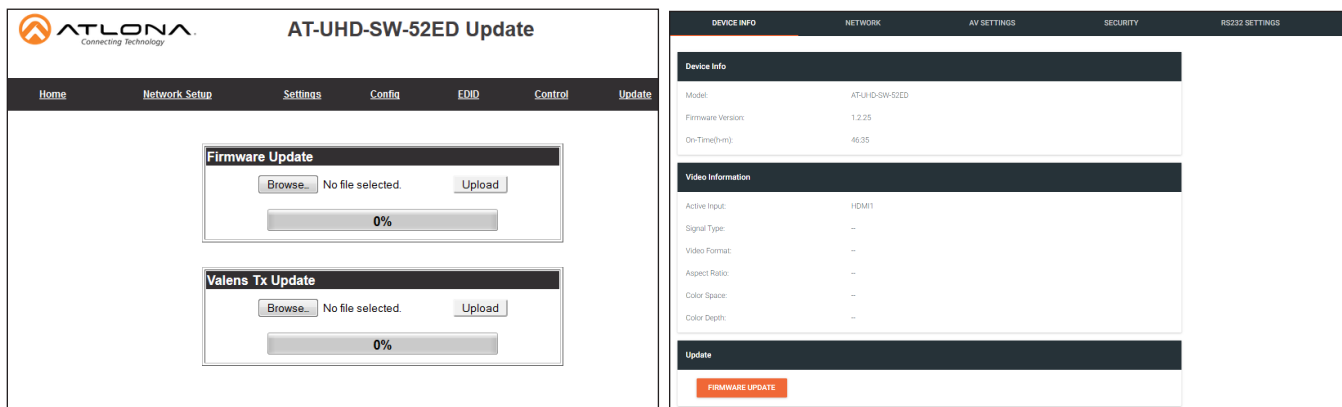 ATLONA.
Connecting Technology
AT-UHD-SW-52ED Update
Home Network Setup Settings Config EDID Control Update
Firmware Update
Browse... No file selected. Upload
0%
Valens Tx Update
Browse... No file selected. Upload
0%
DEVICE INFO NETWORK AV SETTINGS SECURITY RS232 SETTINGS
Device Info
Model: AT-UHD-SW-52ED
Firmware Version: 1.2.25
On-Time(h-m): 46:35
Video Information
Active Input: HDMI1
Signal Type: --
Video Format: --
Aspect Ratio: --
Color Space: --
Color Depth: --
Update
FIRMWARE UPDATE